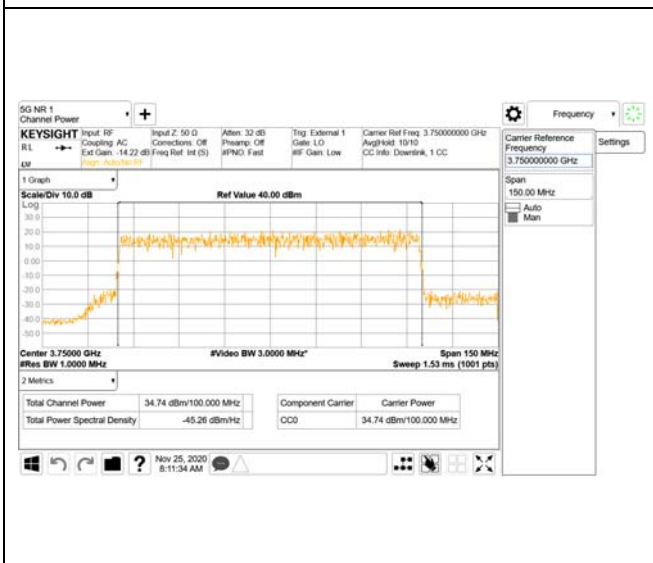 5G NR 1
Channel Power
+
Frequency
KEYSIGHT Input: RF Input Z: 50 Ω Atten: 32 dB Trig: External 1 Carrier Ref Freq: 3.750000000 GHz
RL Coupling: AC Corrections: Off Preamp: Off Gate: LO Avg|Hold: 10/10
Ext Gain: -14.22 dB Freq Ref: Int (S) #PNO: Fast #IF Gain: Low CC Info: Downlink, 1 CC
Align: Auto/No RF
Carrier Reference
Frequency
3.750000000 GHz
Settings
Span
150.00 MHz
Auto
Man
1 Graph
Scale/Div 10.0 dB Ref Value 40.00 dBm
Log
30.0
20.0
10.0
0.00
-10.0
-20.0
-30.0
-40.0
-50.0
Center 3.75000 GHz #Video BW 3.0000 MHz* Span 150 MHz
#Res BW 1.0000 MHz Sweep 1.53 ms (1001 pts)
2 Metrics
Total Channel Power 34.74 dBm/100.000 MHz Component Carrier Carrier Power
Total Power Spectral Density -45.26 dBm/Hz CC0 34.74 dBm/100.000 MHz
? Nov 25, 2020
8:11:34 AM